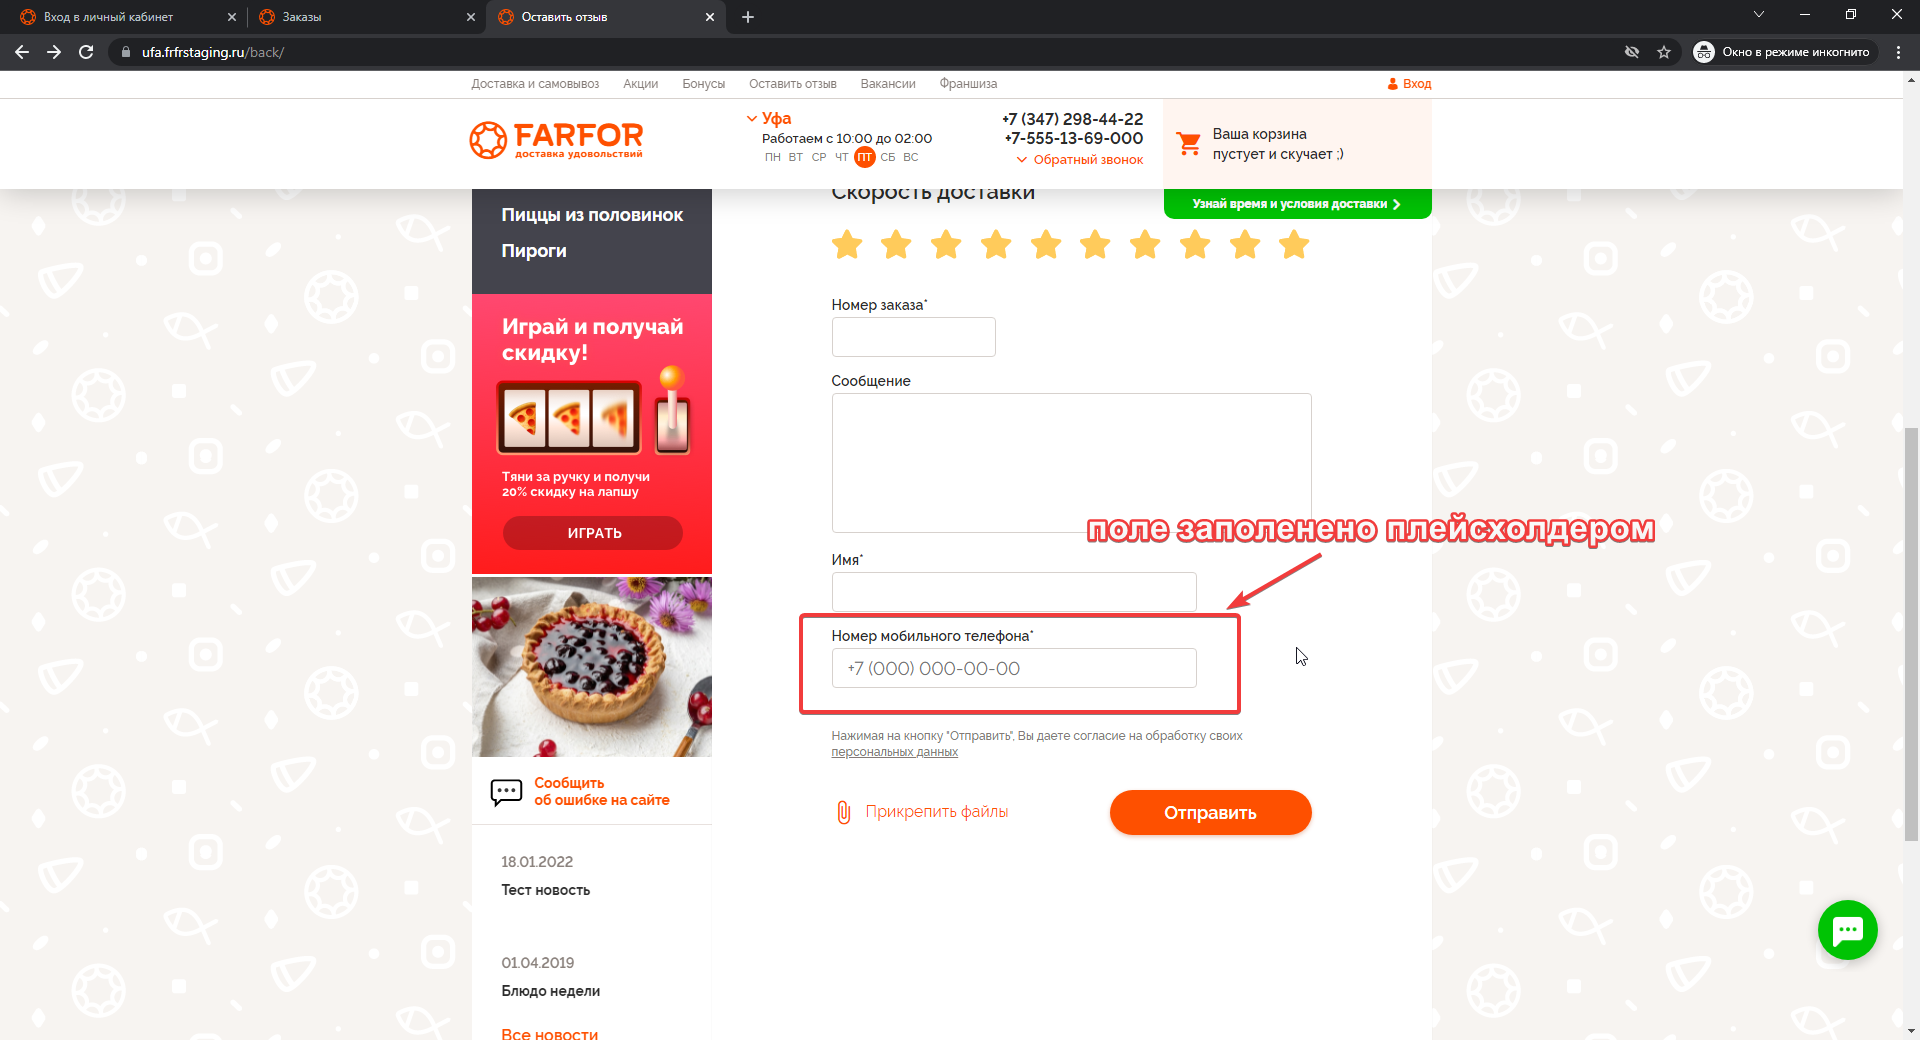 Вход в личный кабинет
Заказы
Оставить отзыв
ufa.frfrstaging.ru/back/
Окно в режиме инкогнито
Доставка и самовывоз
Акции
Бонусы
Оставить отзыв
Вакансии
Франшиза
Вход
FARFOR
доставка удовольствий
Уфа
Работаем с 10:00 до 02:00
ПН ВТ СР ЧТ ПТ СБ ВС
+7 (347) 298-44-22
+7-555-13-69-000
Обратный звонок
Ваша корзина
пустует и скучает ;)
Узнай время и условия доставки
Пиццы из половинок
Пироги
Играй и получай
скидку!
Тяни за ручку и получи
20% скидку на лапшу
ИГРАТЬ
Сообщить
об ошибке на сайте
18.01.2022
Тест новость
01.04.2019
Блюдо недели
Все новости
Скорость доставки
Номер заказа*
Сообщение
поле заполенено плейсхолдером
Имя*
Номер мобильного телефона*
+7 (000) 000-00-00
Нажимая на кнопку "Отправить", Вы даете согласие на обработку своих
персональных данных
Прикрепить файлы
Отправить